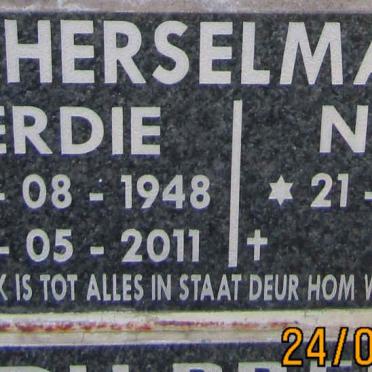 HERSELMA
ERDIE N
- 08 - 1948 21 -
- 05 - 2011
K IS TOT ALLES IN STAAT DEUR HOM W
24/0